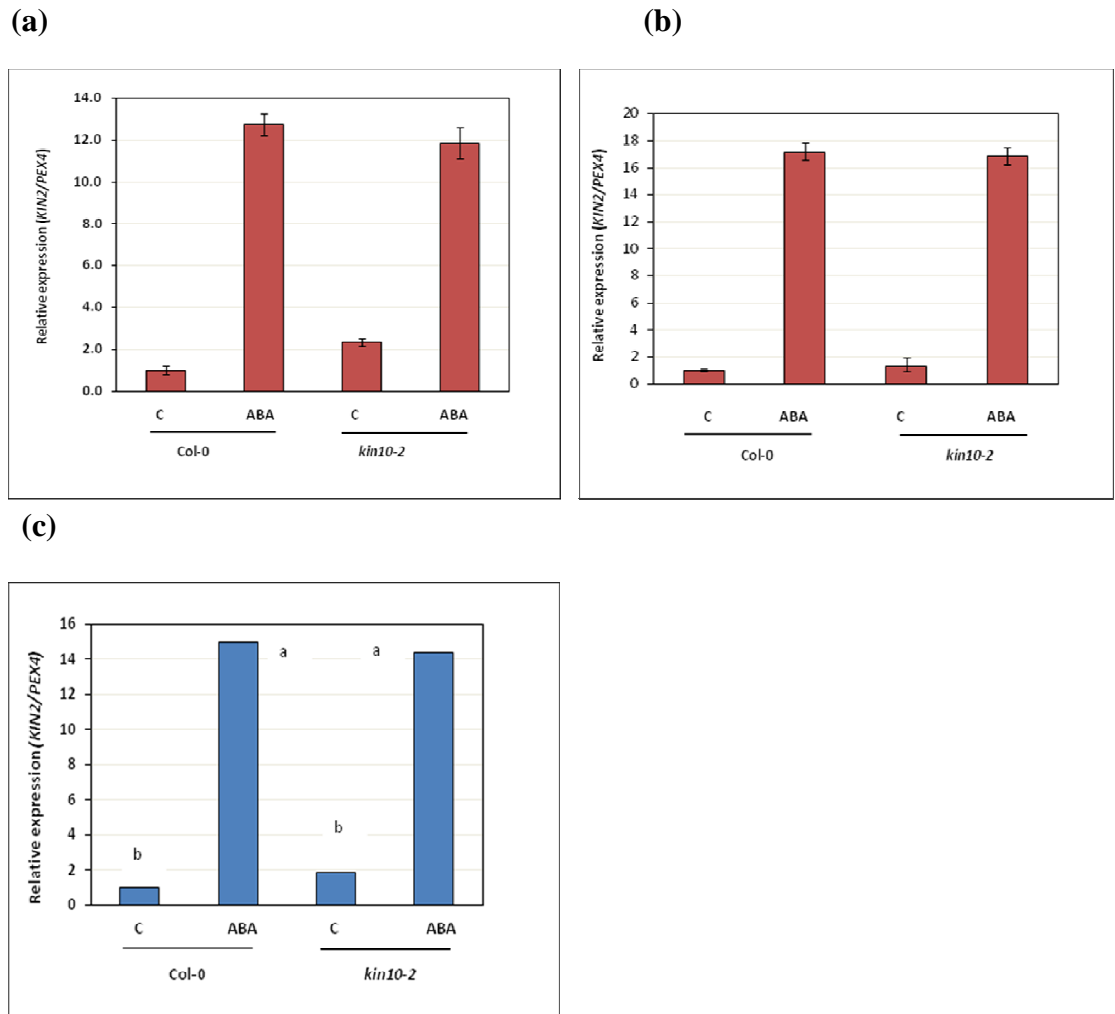 (a)
(b)
Relative expression (KIN2/PEX4)
14.0
12.0
10.0
8.0
6.0
4.0
2.0
0.0
C
ABA
C
ABA
Col-0
kin10-2
Relative expression (KIN2/PEX4)
20
18
16
14
12
10
8
6
4
2
0
C
ABA
C
ABA
Col-0
kin10-2
(c)
Relative expression (KIN2/PEX4)
16
14
12
10
8
6
4
2
0
a
a
b
b
C
ABA
C
ABA
Col-0
kin10-2